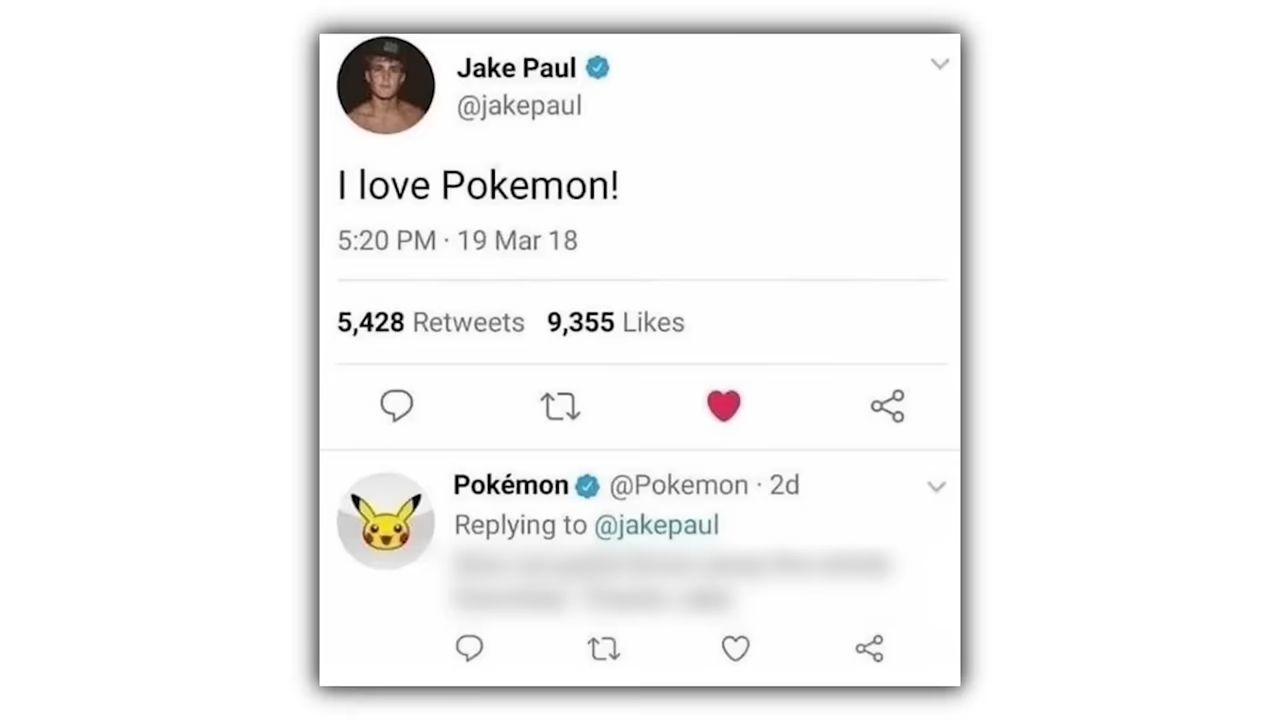 Jake Paul
@jakepaul
I love Pokemon!
5:20 PM · 19 Mar 18
5,428 Retweets 9,355 Likes
Pokémon @Pokemon · 2d
Replying to @jakepaul